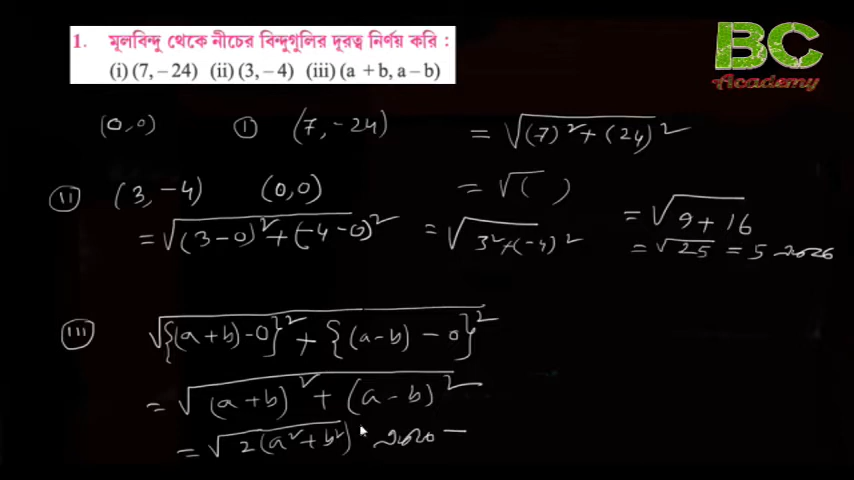 1. মূলবিন্দু থেকে নীচের বিন্দুগুলির দূরত্ব নির্ণয় করি :
(i) (7, – 24) (ii) (3, – 4) (iii) (a + b, a – b)
BC
Academy
(0,0) (i) (7, -24) = √(7)² + (24)²
= √( )
(ii) (3, -4) (0,0)
= √(3-0)² + (-4-0)² = √3² + (-4)² = √9 + 16
= √25 = 5
(iii) √{(a+b)-0}² + {(a-b) - 0}²
= √(a+b)² + (a-b)²
= √2(a² + b²)